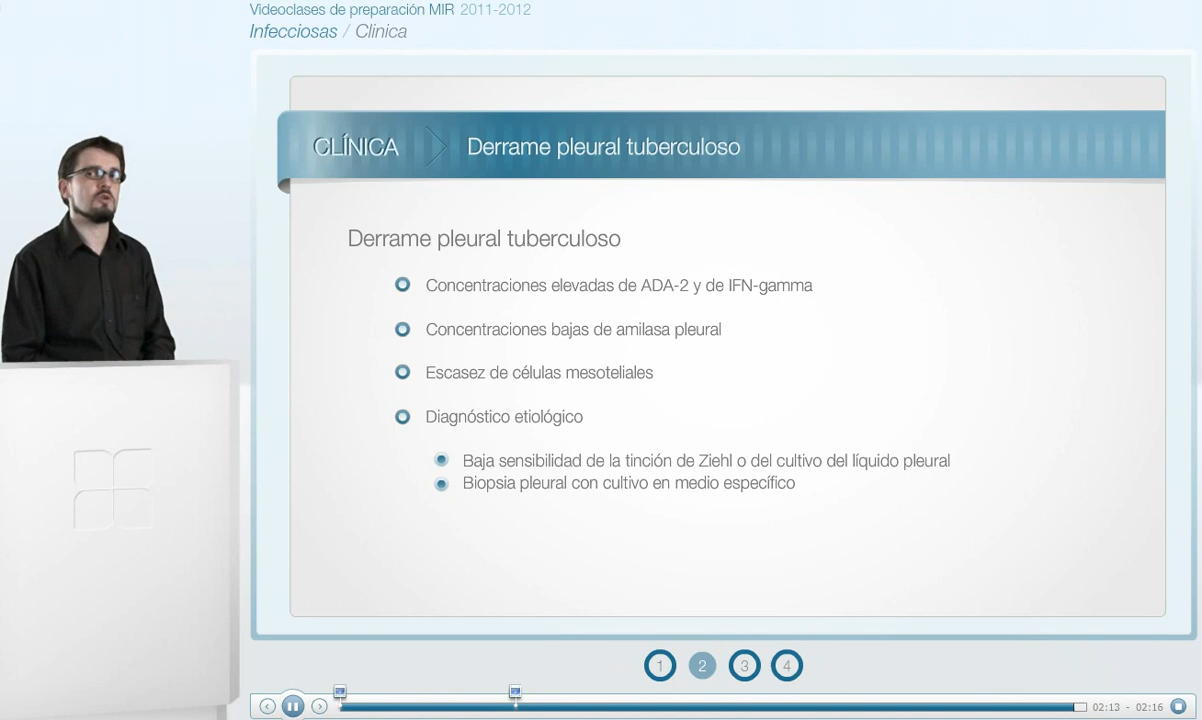 Videoclases de preparación MIR 2011-2012
Infecciosas / Clinica
CLÍNICA Derrame pleural tuberculoso
Derrame pleural tuberculoso
Concentraciones elevadas de ADA-2 y de IFN-gamma
Concentraciones bajas de amilasa pleural
Escasez de células mesoteliales
Diagnóstico etiológico
Baja sensibilidad de la tinción de Ziehl o del cultivo del líquido pleural
Biopsia pleural con cultivo en medio específico
1 2 3 4
02:13 - 02:16